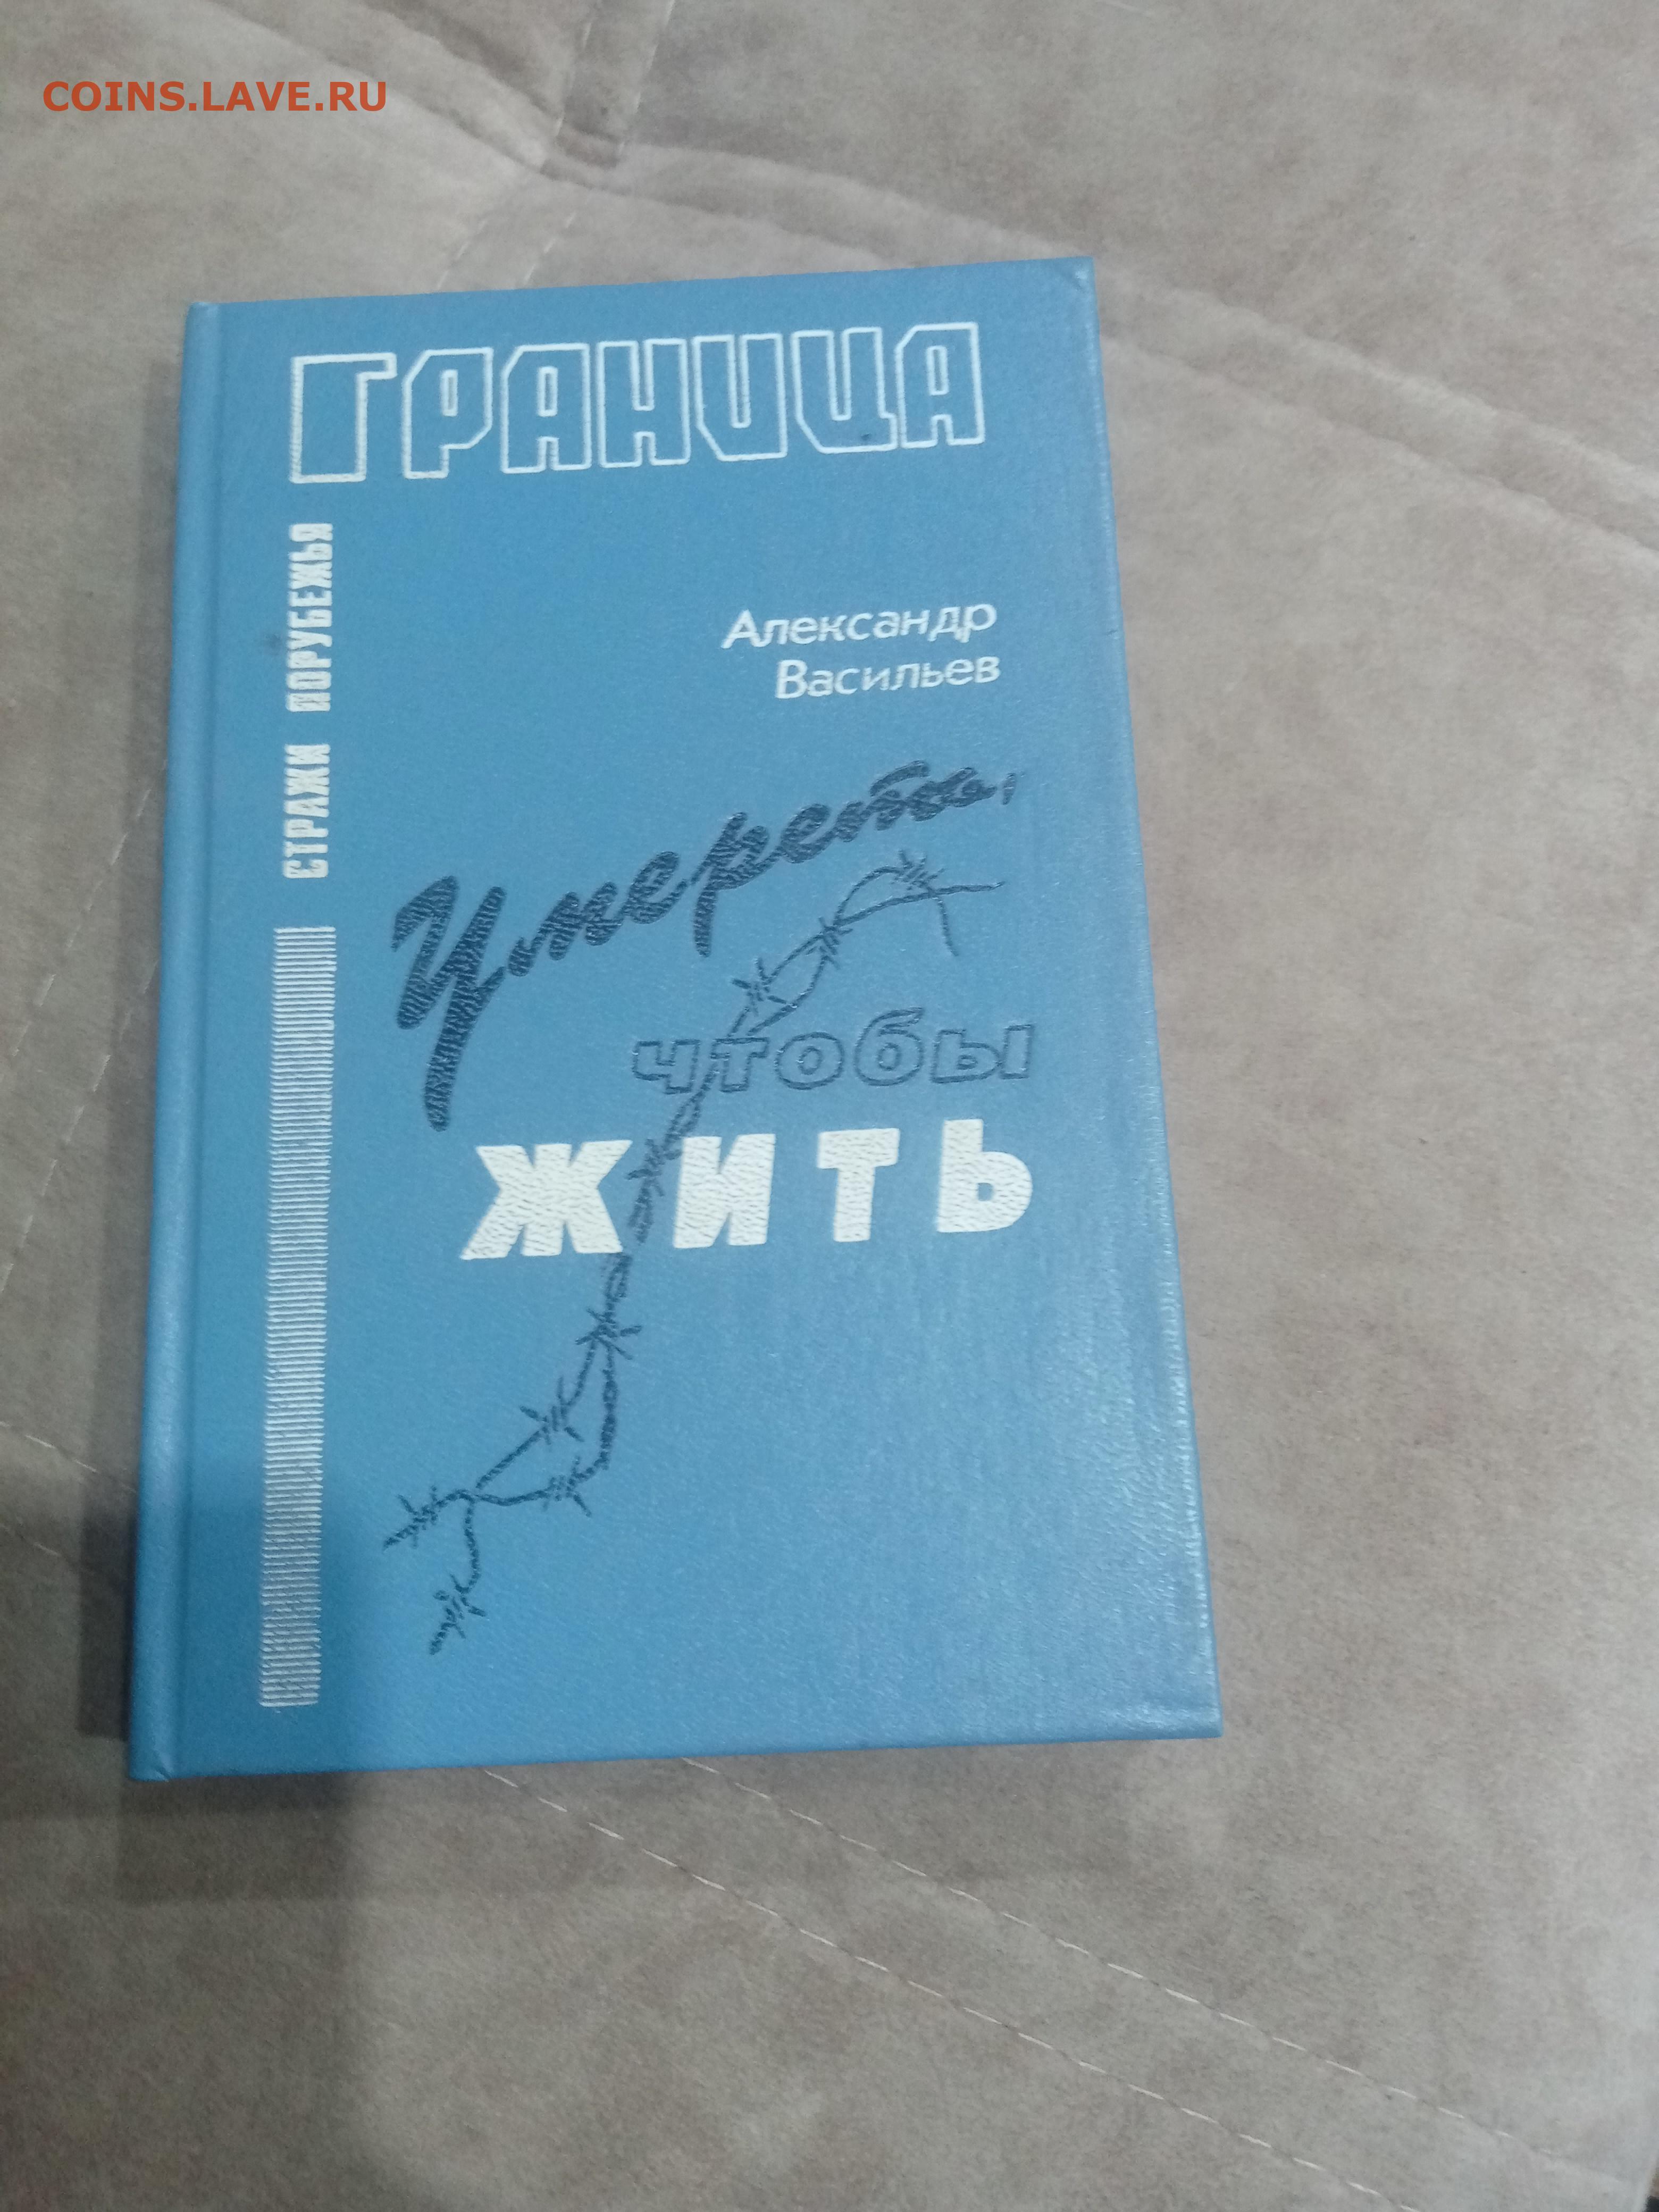 COINS.LAVE.RU
ГРАНИЦА
СТРАЖИ ПОРУБЕЖЬЯ
Александр
Васильев
Умереть,
чтобы
ЖИТЬ